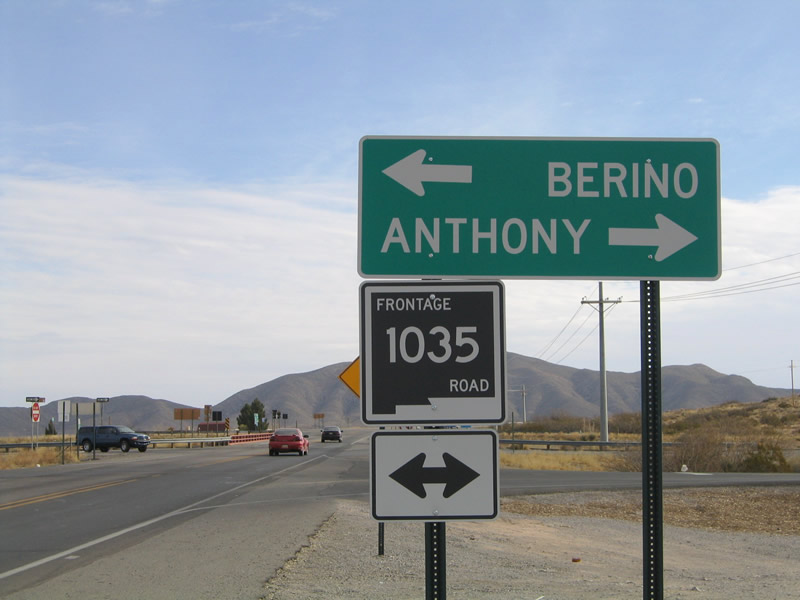 BERINO
ANTHONY
FRONTAGE
1035
ROAD